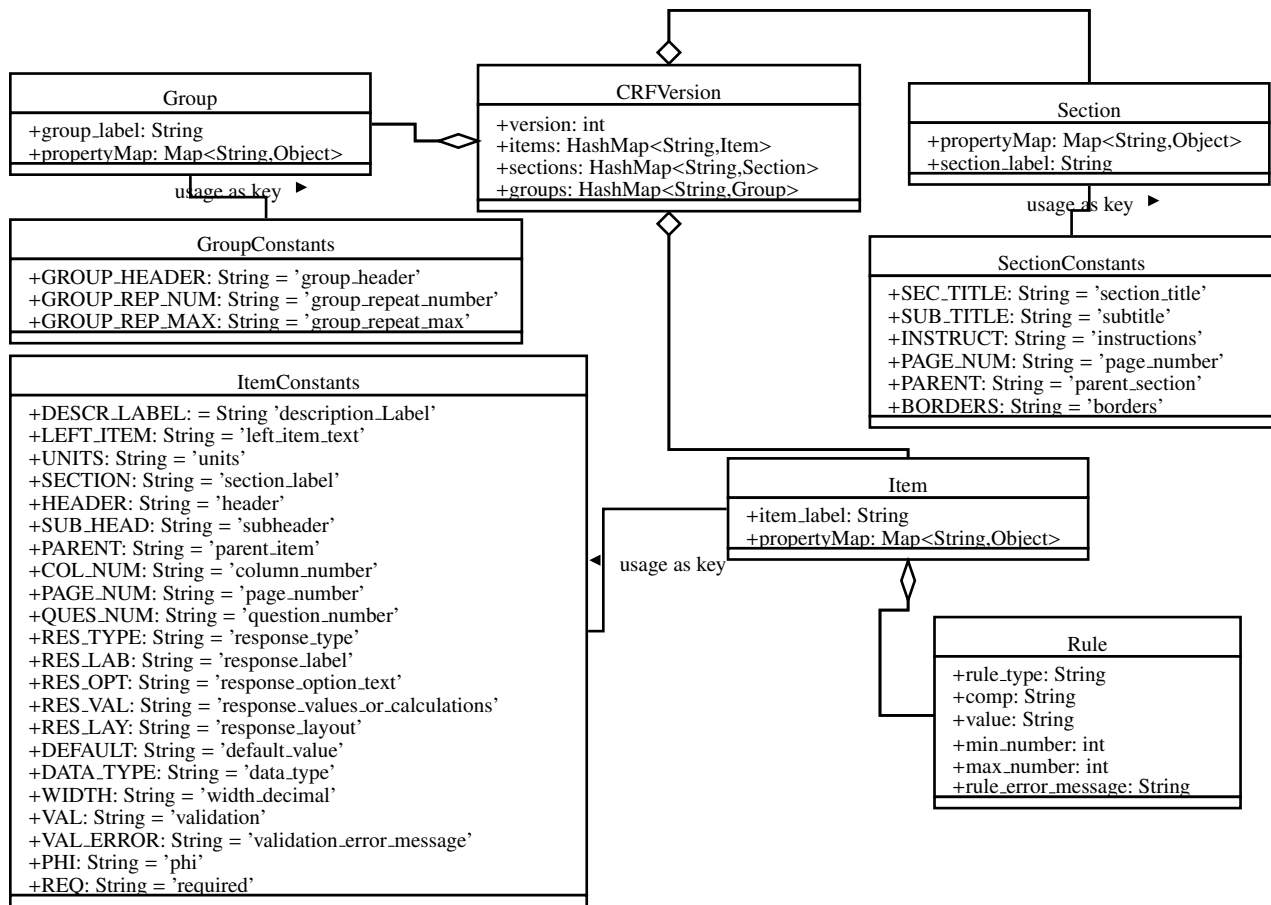 Group
+group_label: String
+propertyMap: Map<String,Object>
usage as key
CRFVersion
+version: int
+items: HashMap<String,Item>
+sections: HashMap<String,Section>
+groups: HashMap<String,Group>
Section
+propertyMap: Map<String,Object>
+section_label: String
usage as key
GroupConstants
+GROUP_HEADER: String = 'group_header'
+GROUP_REP_NUM: String = 'group_repeat_number'
+GROUP_REP_MAX: String = 'group_repeat_max'
SectionConstants
+SEC_TITLE: String = 'section_title'
+SUB_TITLE: String = 'subtitle'
+INSTRUCT: String = 'instructions'
+PAGE_NUM: String = 'page_number'
+PARENT: String = 'parent_section'
+BORDERS: String = 'borders'
ItemConstants
+DESCR_LABEL: = String 'description_Label'
+LEFT_ITEM: String = 'left_item_text'
+UNITS: String = 'units'
+SECTION: String = 'section_label'
+HEADER: String = 'header'
+SUB_HEAD: String = 'subheader'
+PARENT: String = 'parent_item'
+COL_NUM: String = 'column_number'
+PAGE_NUM: String = 'page_number'
+QUES_NUM: String = 'question_number'
+RES_TYPE: String = 'response_type'
+RES_LAB: String = 'response_label'
+RES_OPT: String = 'response_option_text'
+RES_VAL: String = 'response_values_or_calculations'
+RES_LAY: String = 'response_layout'
+DEFAULT: String = 'default_value'
+DATA_TYPE: String = 'data_type'
+WIDTH: String = 'width_decimal'
+VAL: String = 'validation'
+VAL_ERROR: String = 'validation_error_message'
+PHI: String = 'phi'
+REQ: String = 'required'
usage as key
Item
+item_label: String
+propertyMap: Map<String,Object>
Rule
+rule_type: String
+comp: String
+value: String
+min_number: int
+max_number: int
+rule_error_message: String